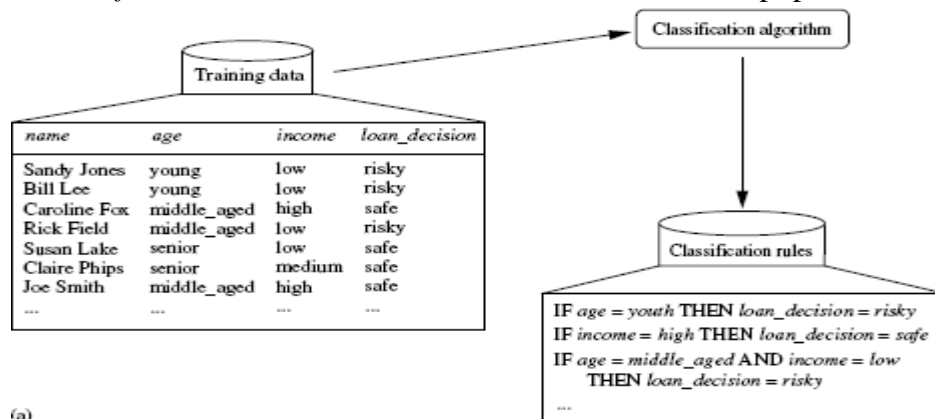 Classification algorithm
Training data
name age income loan_decision
Sandy Jones young low risky
Bill Lee young low risky
Caroline Fox middle_aged high safe
Rick Field middle_aged low risky
Susan Lake senior low safe
Claire Phips senior medium safe
Joe Smith middle_aged high safe
... ... ... ...
Classification rules
IF age = youth THEN loan_decision = risky
IF income = high THEN loan_decision = safe
IF age = middle_aged AND income = low
THEN loan_decision = risky
...
(a)